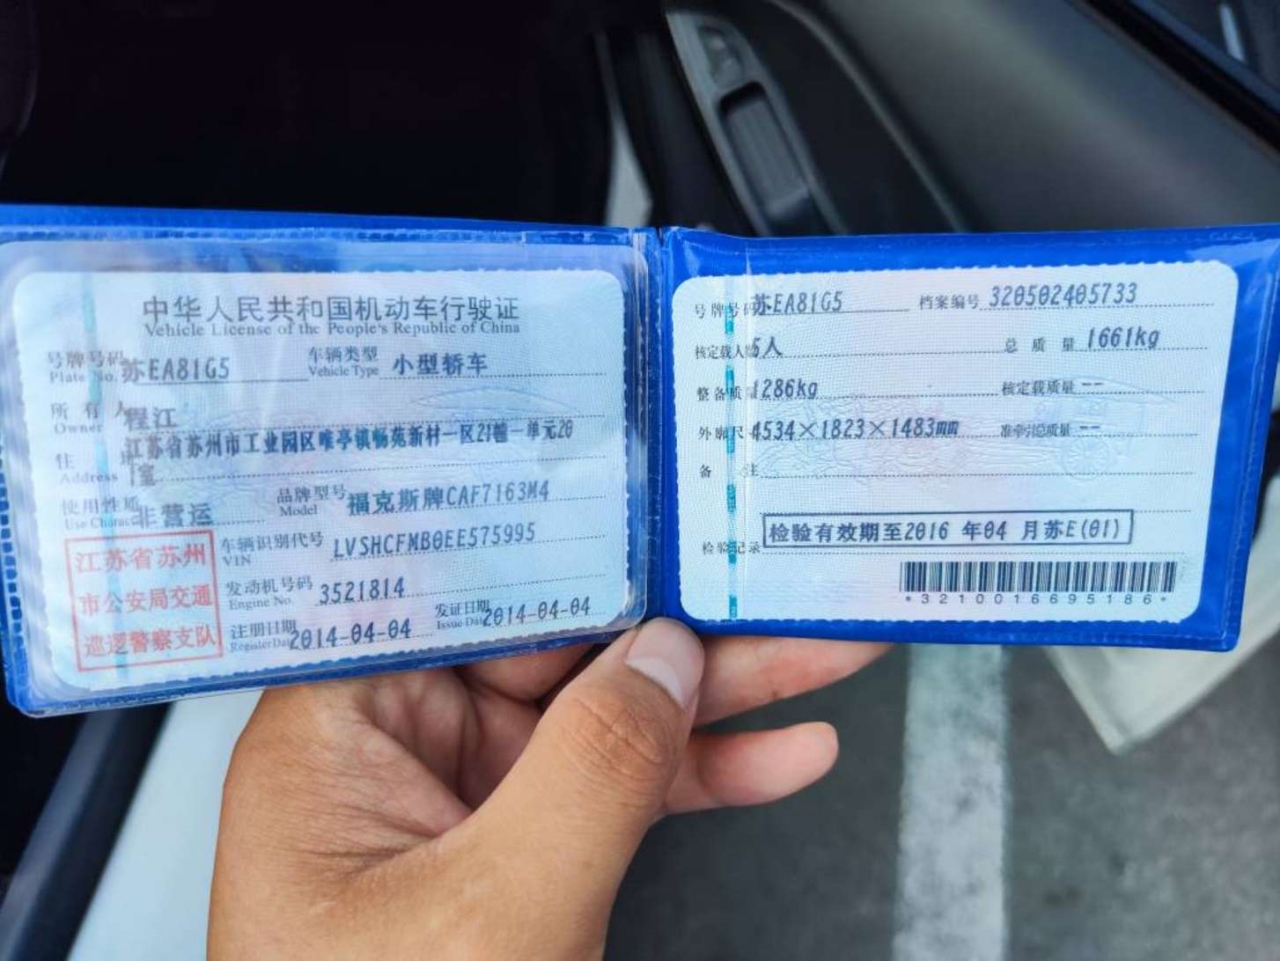 中华人民共和国机动车行驶证
Vehicle License of the People's Republic of China
号牌号码 苏EA81G5 车辆类型 小型轿车
Plate No. Vehicle Type
所有人 程江
Owner
住 江苏省苏州市工业园区唯亭镇畅苑新村一区21幢一单元20
Address 室
使用性质 非营运 品牌型号 福克斯牌CAF7163M4
Use Charac Model
车辆识别代号 LVSHCFMB0EE575995
VIN
发动机号码 3521814
Engine No.
注册日期 2014-04-04 发证日期 2014-04-04
Register Dat Issue Dat
江苏省苏州
市公安局交通
巡逻警察支队
号牌号码 苏EA81G5 档案编号 320502405733
核定载人 5人 总质量 1661kg
整备质量 1286kg 核定载质量 --
外廓尺 4534×1823×1483mm 准牵总质量 --
备 注
检验记录 检验有效期至2016 年04 月苏E(01)
*3210016695186*